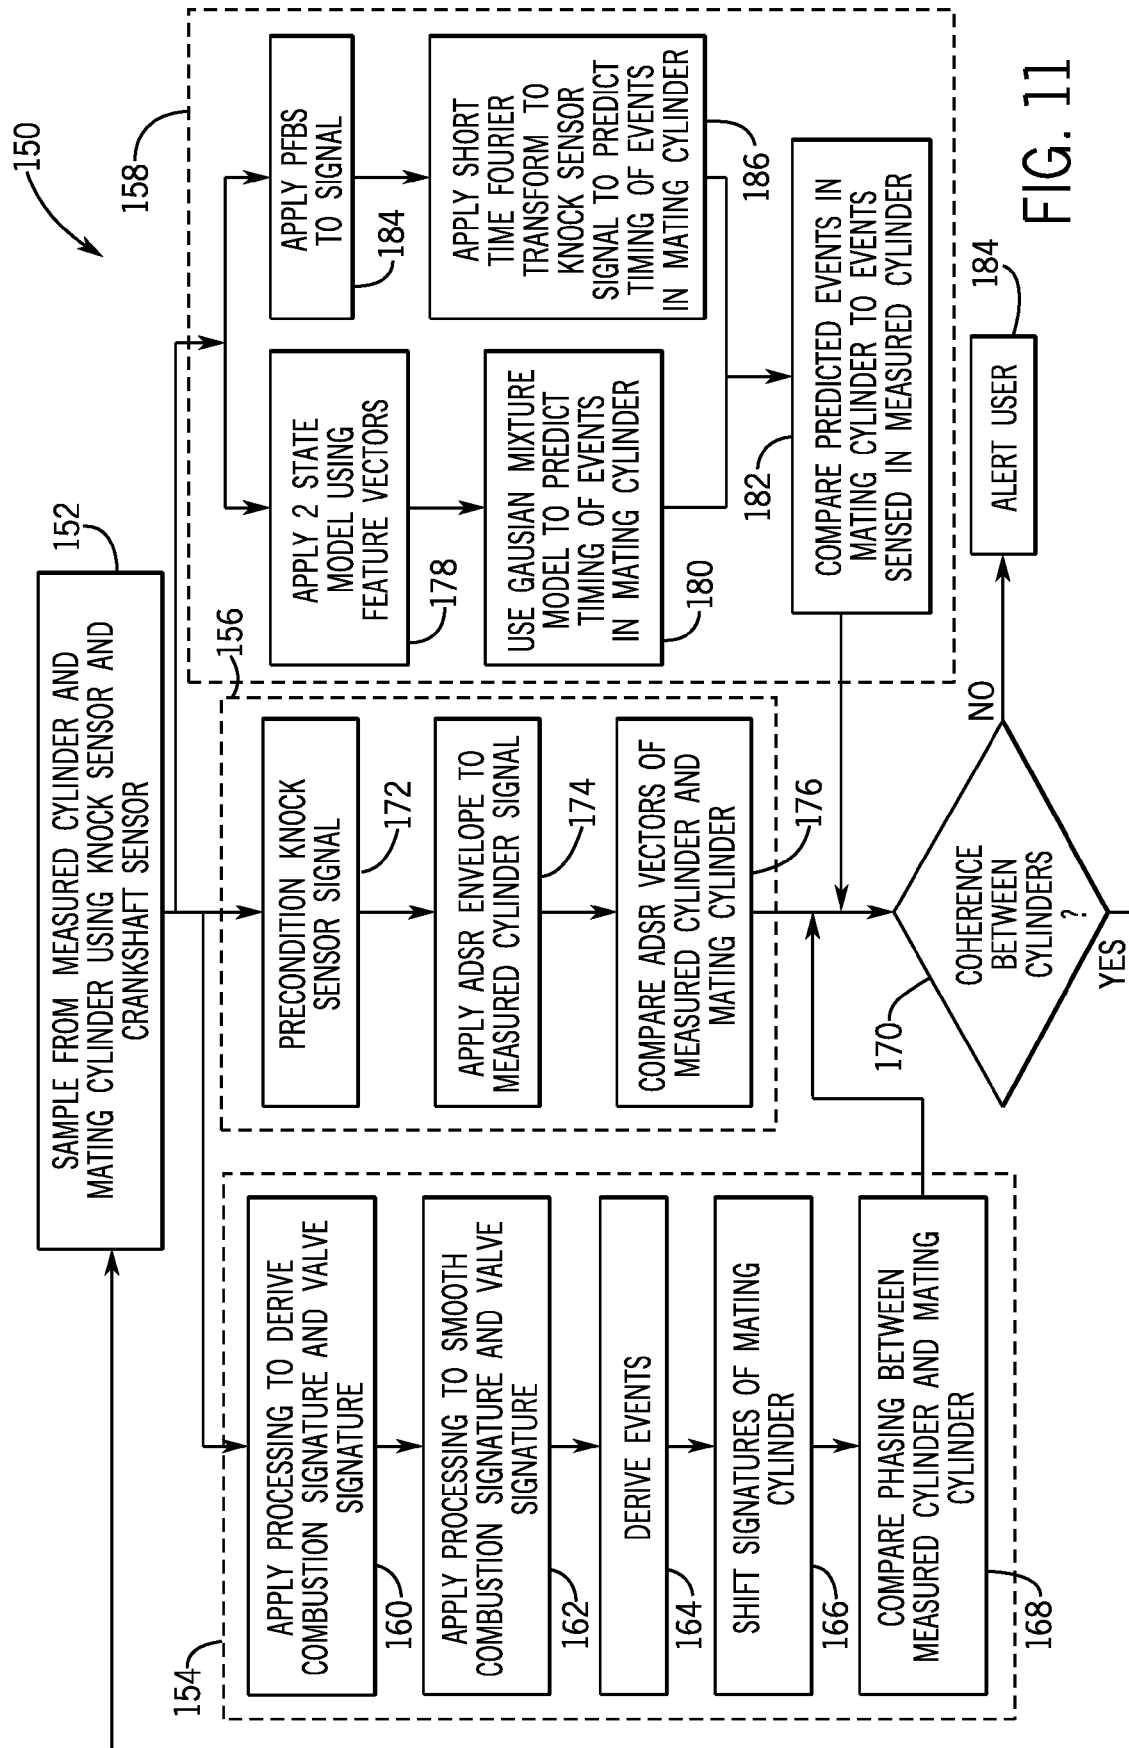 150
152
SAMPLE FROM MEASURED CYLINDER AND
MATING CYLINDER USING KNOCK SENSOR AND
CRANKSHAFT SENSOR
154
APPLY PROCESSING TO DERIVE
COMBUSTION SIGNATURE AND VALVE
SIGNATURE
160
APPLY PROCESSING TO SMOOTH
COMBUSTION SIGNATURE AND VALVE
SIGNATURE
162
DERIVE EVENTS
164
SHIFT SIGNATURES OF MATING
CYLINDER
166
COMPARE PHASING BETWEEN
MEASURED CYLINDER AND MATING
CYLINDER
168
156
PRECONDITION KNOCK
SENSOR SIGNAL
172
APPLY ADSR ENVELOPE TO
MEASURED CYLINDER SIGNAL
174
COMPARE ADSR VECTORS OF
MEASURED CYLINDER AND
MATING CYLINDER
176
158
APPLY 2 STATE
MODEL USING
FEATURE VECTORS
178
USE GAUSIAN MIXTURE
MODEL TO PREDICT
TIMING OF EVENTS
IN MATING CYLINDER
180
APPLY PFBS
TO SIGNAL
184
APPLY SHORT
TIME FOURIER
TRANSFORM TO
KNOCK SENSOR
SIGNAL TO PREDICT
TIMING OF EVENTS
IN MATING CYLINDER
186
182
COMPARE PREDICTED EVENTS IN
MATING CYLINDER TO EVENTS
SENSED IN MEASURED CYLINDER
170
COHERENCE
BETWEEN
CYLINDERS
?
NO
YES
ALERT USER
184
FIG. 11